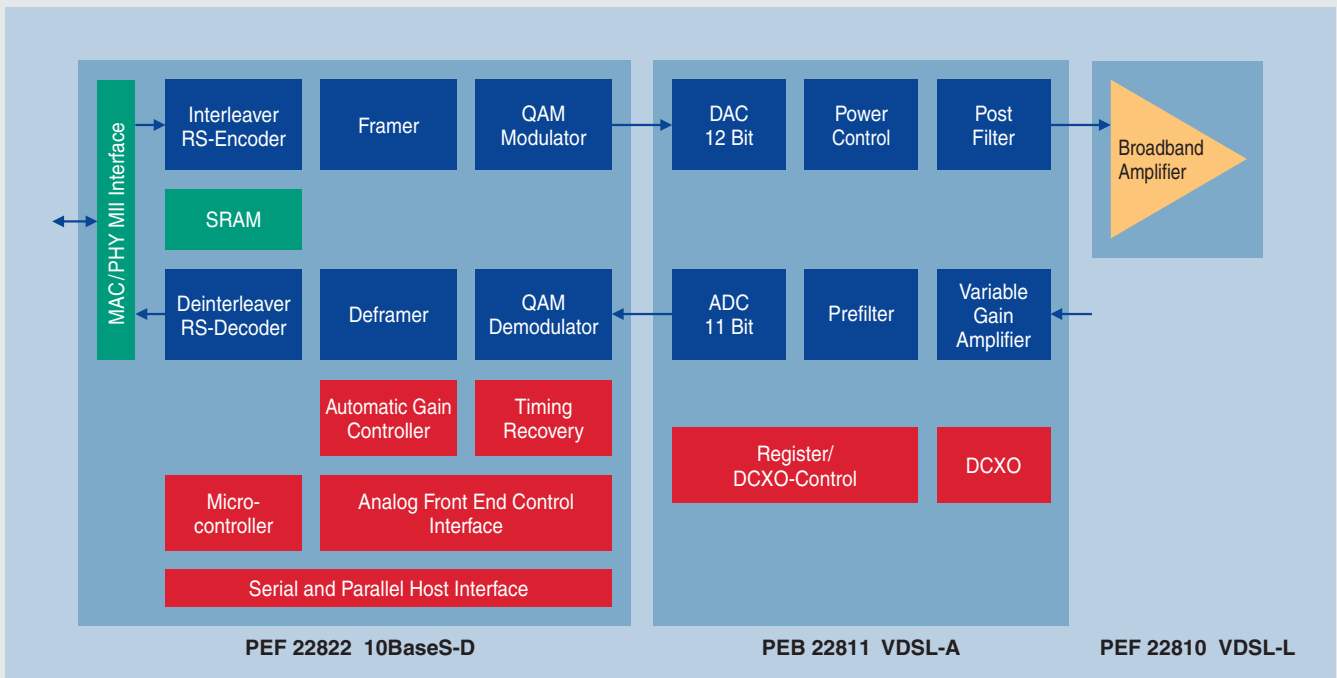 MAC/PHY MII Interface
Interleaver
RS-Encoder
Framer
QAM
Modulator
DAC
12 Bit
Power
Control
Post
Filter
Broadband
Amplifier
SRAM
Deinterleaver
RS-Decoder
Deframer
QAM
Demodulator
ADC
11 Bit
Prefilter
Variable
Gain
Amplifier
Automatic Gain
Controller
Timing
Recovery
Register/
DCXO-Control
DCXO
Micro-
controller
Analog Front End Control
Interface
Serial and Parallel Host Interface
PEF 22822 10BaseS-D
PEB 22811 VDSL-A
PEF 22810 VDSL-L